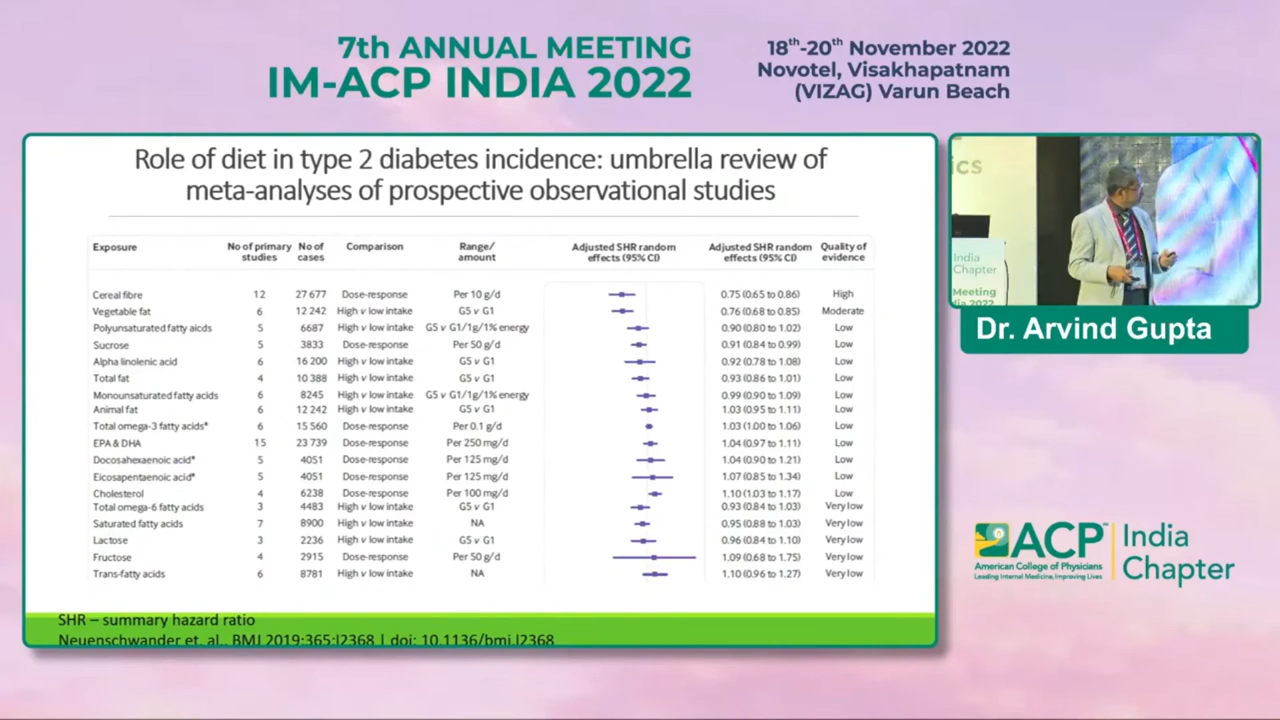 7th ANNUAL MEETING
IM-ACP INDIA 2022
18th-20th November 2022
Novotel, Visakhapatnam
(VIZAG) Varun Beach
Role of diet in type 2 diabetes incidence: umbrella review of
meta-analyses of prospective observational studies
Exposure No of primary studies No of cases Comparison Range/ amount Adjusted SHR random effects (95% CI) Adjusted SHR random effects (95% CI) Quality of evidence
Cereal fibre 12 27 677 Dose-response Per 10 g/d 0.75 (0.65 to 0.86) High
Vegetable fat 6 12 242 High v low intake G5 v G1 0.76 (0.68 to 0.85) Moderate
Polyunsaturated fatty aicds 5 6687 High v low intake G5 v G1/1g/1% energy 0.90 (0.80 to 1.02) Low
Sucrose 5 3833 Dose-response Per 50 g/d 0.91 (0.84 to 0.99) Low
Alpha linolenic acid 6 16 200 High v low intake G5 v G1 0.92 (0.78 to 1.08) Low
Total fat 4 10 388 High v low intake G5 v G1 0.93 (0.86 to 1.01) Low
Monounsaturated fatty acids 6 8245 High v low intake G5 v G1/1g/1% energy 0.99 (0.90 to 1.09) Low
Animal fat 6 12 242 High v low intake G5 v G1 1.03 (0.95 to 1.11) Low
Total omega-3 fatty acids* 6 15 560 Dose-response Per 0.1 g/d 1.03 (1.00 to 1.06) Low
EPA & DHA 15 23 739 Dose-response Per 250 mg/d 1.04 (0.97 to 1.11) Low
Docosahexaenoic acid* 5 4051 Dose-response Per 125 mg/d 1.04 (0.90 to 1.21) Low
Eicosapentaenoic acid* 5 4051 Dose-response Per 125 mg/d 1.07 (0.85 to 1.34) Low
Cholesterol 4 6238 Dose-response Per 100 mg/d 1.10 (1.03 to 1.17) Low
Total omega-6 fatty acids 3 4483 High v low intake G5 v G1 0.93 (0.84 to 1.03) Very low
Saturated fatty acids 7 8900 High v low intake NA 0.95 (0.88 to 1.03) Very low
Lactose 3 2236 High v low intake G5 v G1 0.96 (0.84 to 1.10) Very low
Fructose 4 2915 Dose-response Per 50 g/d 1.09 (0.68 to 1.75) Very low
Trans-fatty acids 6 8781 High v low intake NA 1.10 (0.96 to 1.27) Very low
SHR – summary hazard ratio
Neuenschwander et. al., BMJ 2019;365:l2368 | doi: 10.1136/bmj.l2368
ics
India
Chapter
Meeting
dia 2022
Dr. Arvind Gupta
ACP™
American College of Physicians
Leading Internal Medicine, Improving Lives
India
Chapter